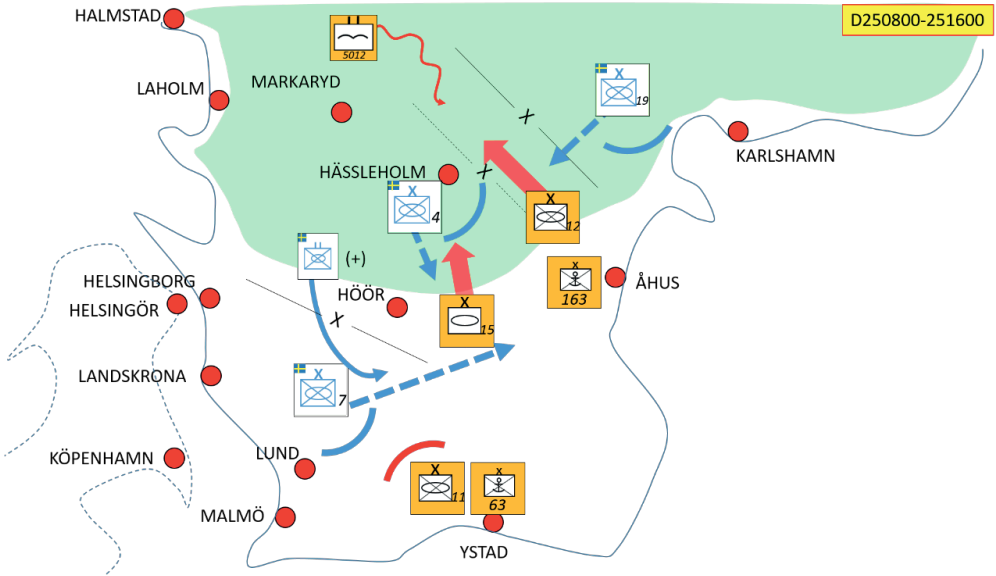 HALMSTAD
D250800-251600
5012
LAHOLM
MARKARYD
X
19
X
KARLSHAMN
HÄSSLEHOLM
X
X
4
X
12
(+)
X
163
ÅHUS
HELSINGBORG
HELSINGÖR
HÖÖR
X
X
15
LANDSKRONA
X
7
KÖPENHAMN
LUND
X
11
X
63
MALMÖ
YSTAD